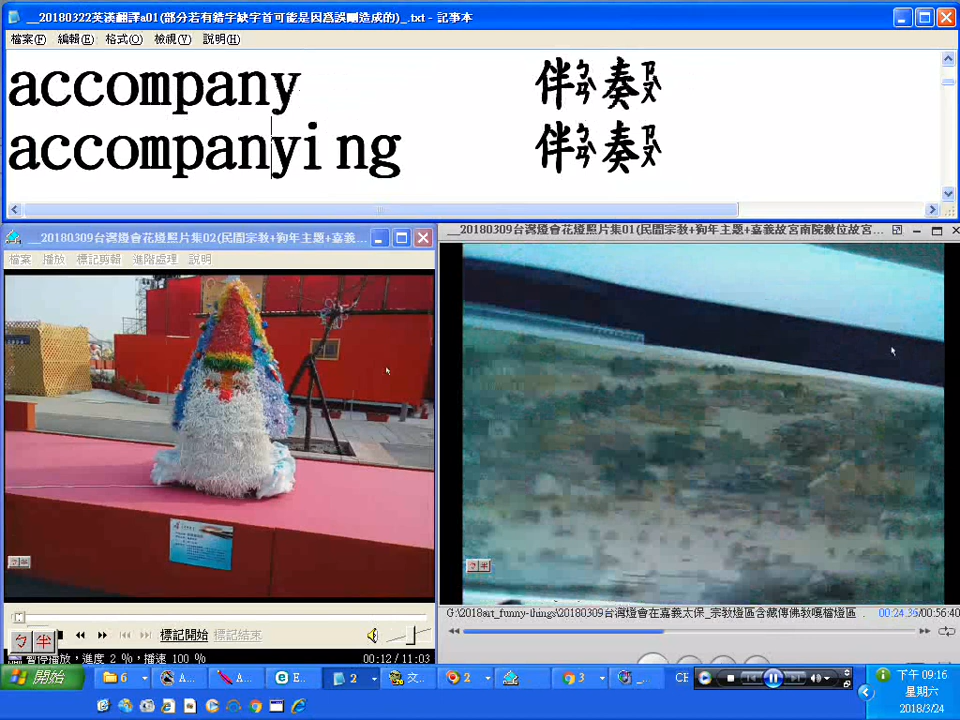 __20180322英漢翻譯a01(部分若有錯字缺字首可能是因爲誤刪造成的)_.txt - 記事本
檔案(F) 編輯(E) 格式(O) 檢視(V) 說明(H)
accompany 伴ㄅㄢ奏ㄗㄡ
accompanying 伴ㄅㄢ奏ㄗㄡ
__20180309台灣燈會花燈照片集02(民間宗教+狗年主題+嘉義...
檔案 播放 標記剪輯 進階處理 說明
__20180309台灣燈會花燈照片集01(民間宗教+狗年主題+嘉義故宮南院數位故宮...
ㄅ半
ㄅ半
G:\2018art_funny-things\20180309台灣燈會在嘉義太保_宗教燈區含藏傳佛教嘎檔燈區
00:24:36/00:56:40
標記開始 標記結束
ㄅ半
暫停播放，進度 2 %，播速 100 %
00:12 / 11:03
開始 6 A... A... E... 2 文... 2 3 CE
下午 09:16
星期六
2018/3/24